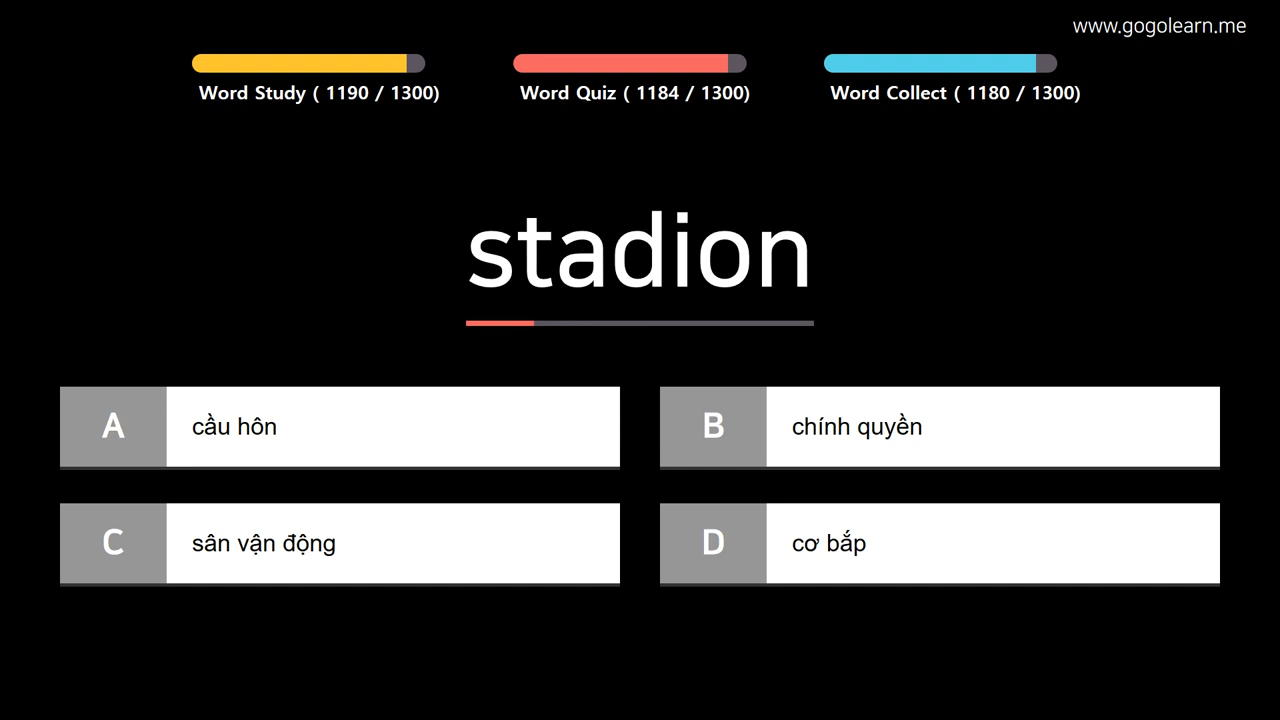 www.gogolearn.me
Word Study ( 1190 / 1300)
Word Quiz ( 1184 / 1300)
Word Collect ( 1180 / 1300)
stadion
A cầu hôn
B chính quyền
C sân vận động
D cơ bắp